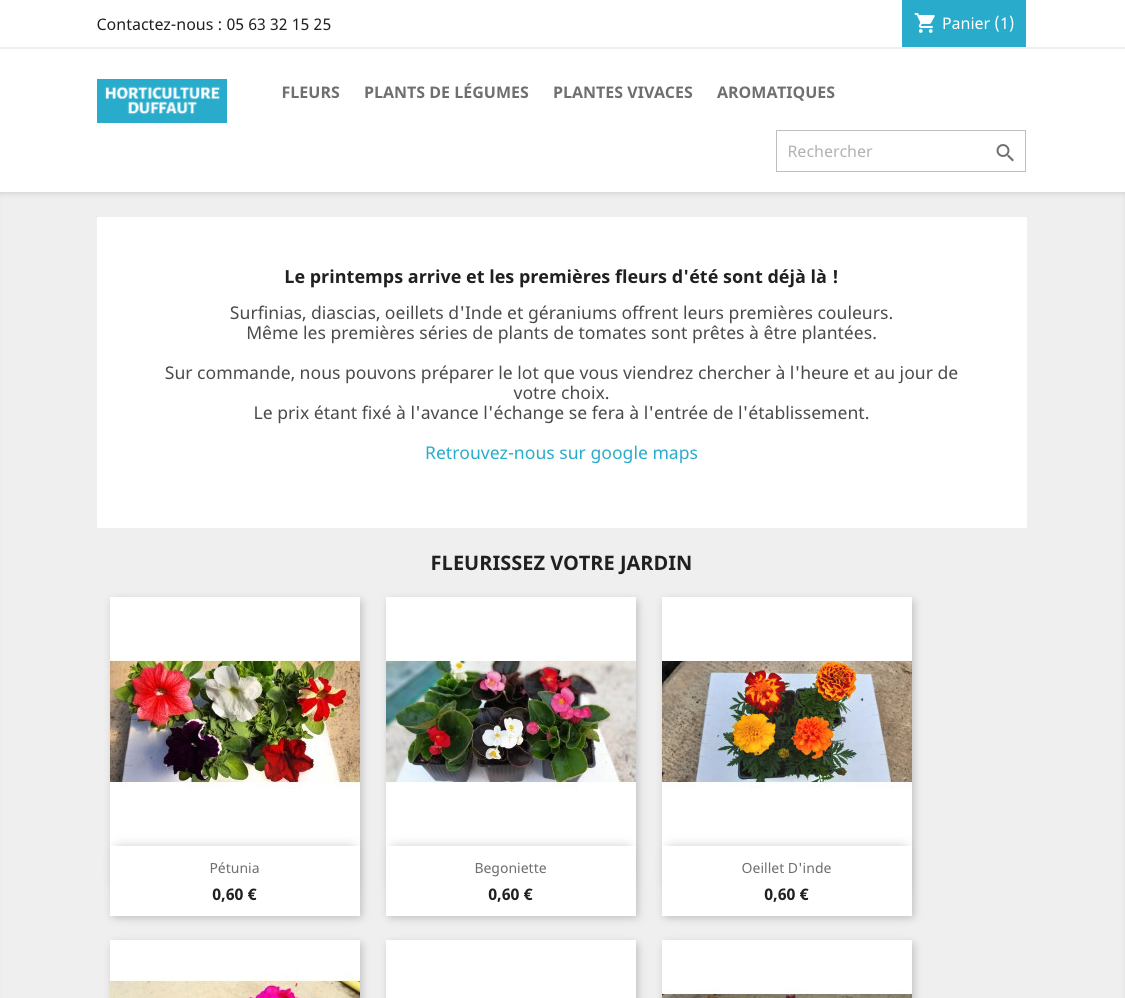 Contactez-nous : 05 63 32 15 25
Panier (1)
HORTICULTURE
DUFFAUT
FLEURS PLANTS DE LÉGUMES PLANTES VIVACES AROMATIQUES
Rechercher
Le printemps arrive et les premières fleurs d'été sont déjà là !
Surfinias, diascias, oeillets d'Inde et géraniums offrent leurs premières couleurs.
Même les premières séries de plants de tomates sont prêtes à être plantées.
Sur commande, nous pouvons préparer le lot que vous viendrez chercher à l'heure et au jour de
votre choix.
Le prix étant fixé à l'avance l'échange se fera à l'entrée de l'établissement.
Retrouvez-nous sur google maps
FLEURISSEZ VOTRE JARDIN
Pétunia
0,60 €
Begoniette
0,60 €
Oeillet D'inde
0,60 €